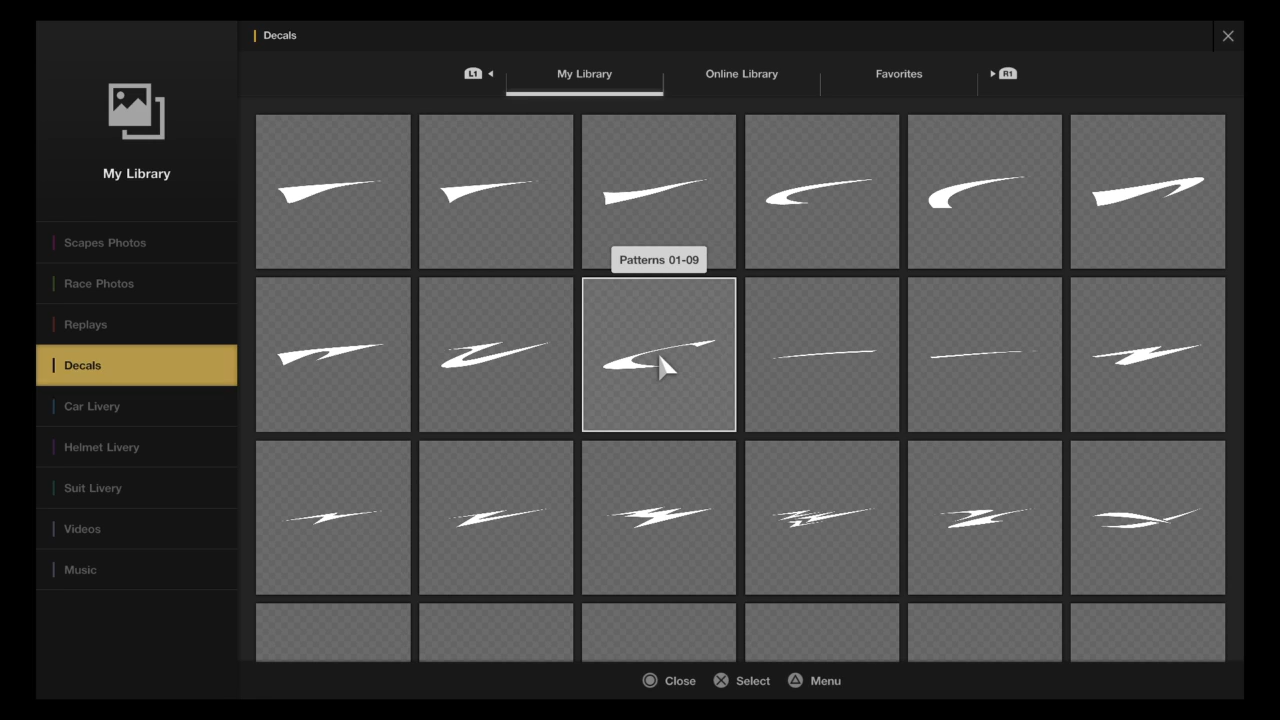 Decals
L1 My Library Online Library Favorites R1
My Library
Patterns 01-09
Scapes Photos
Race Photos
Replays
Decals
Car Livery
Helmet Livery
Suit Livery
Videos
Music
Close Select Menu